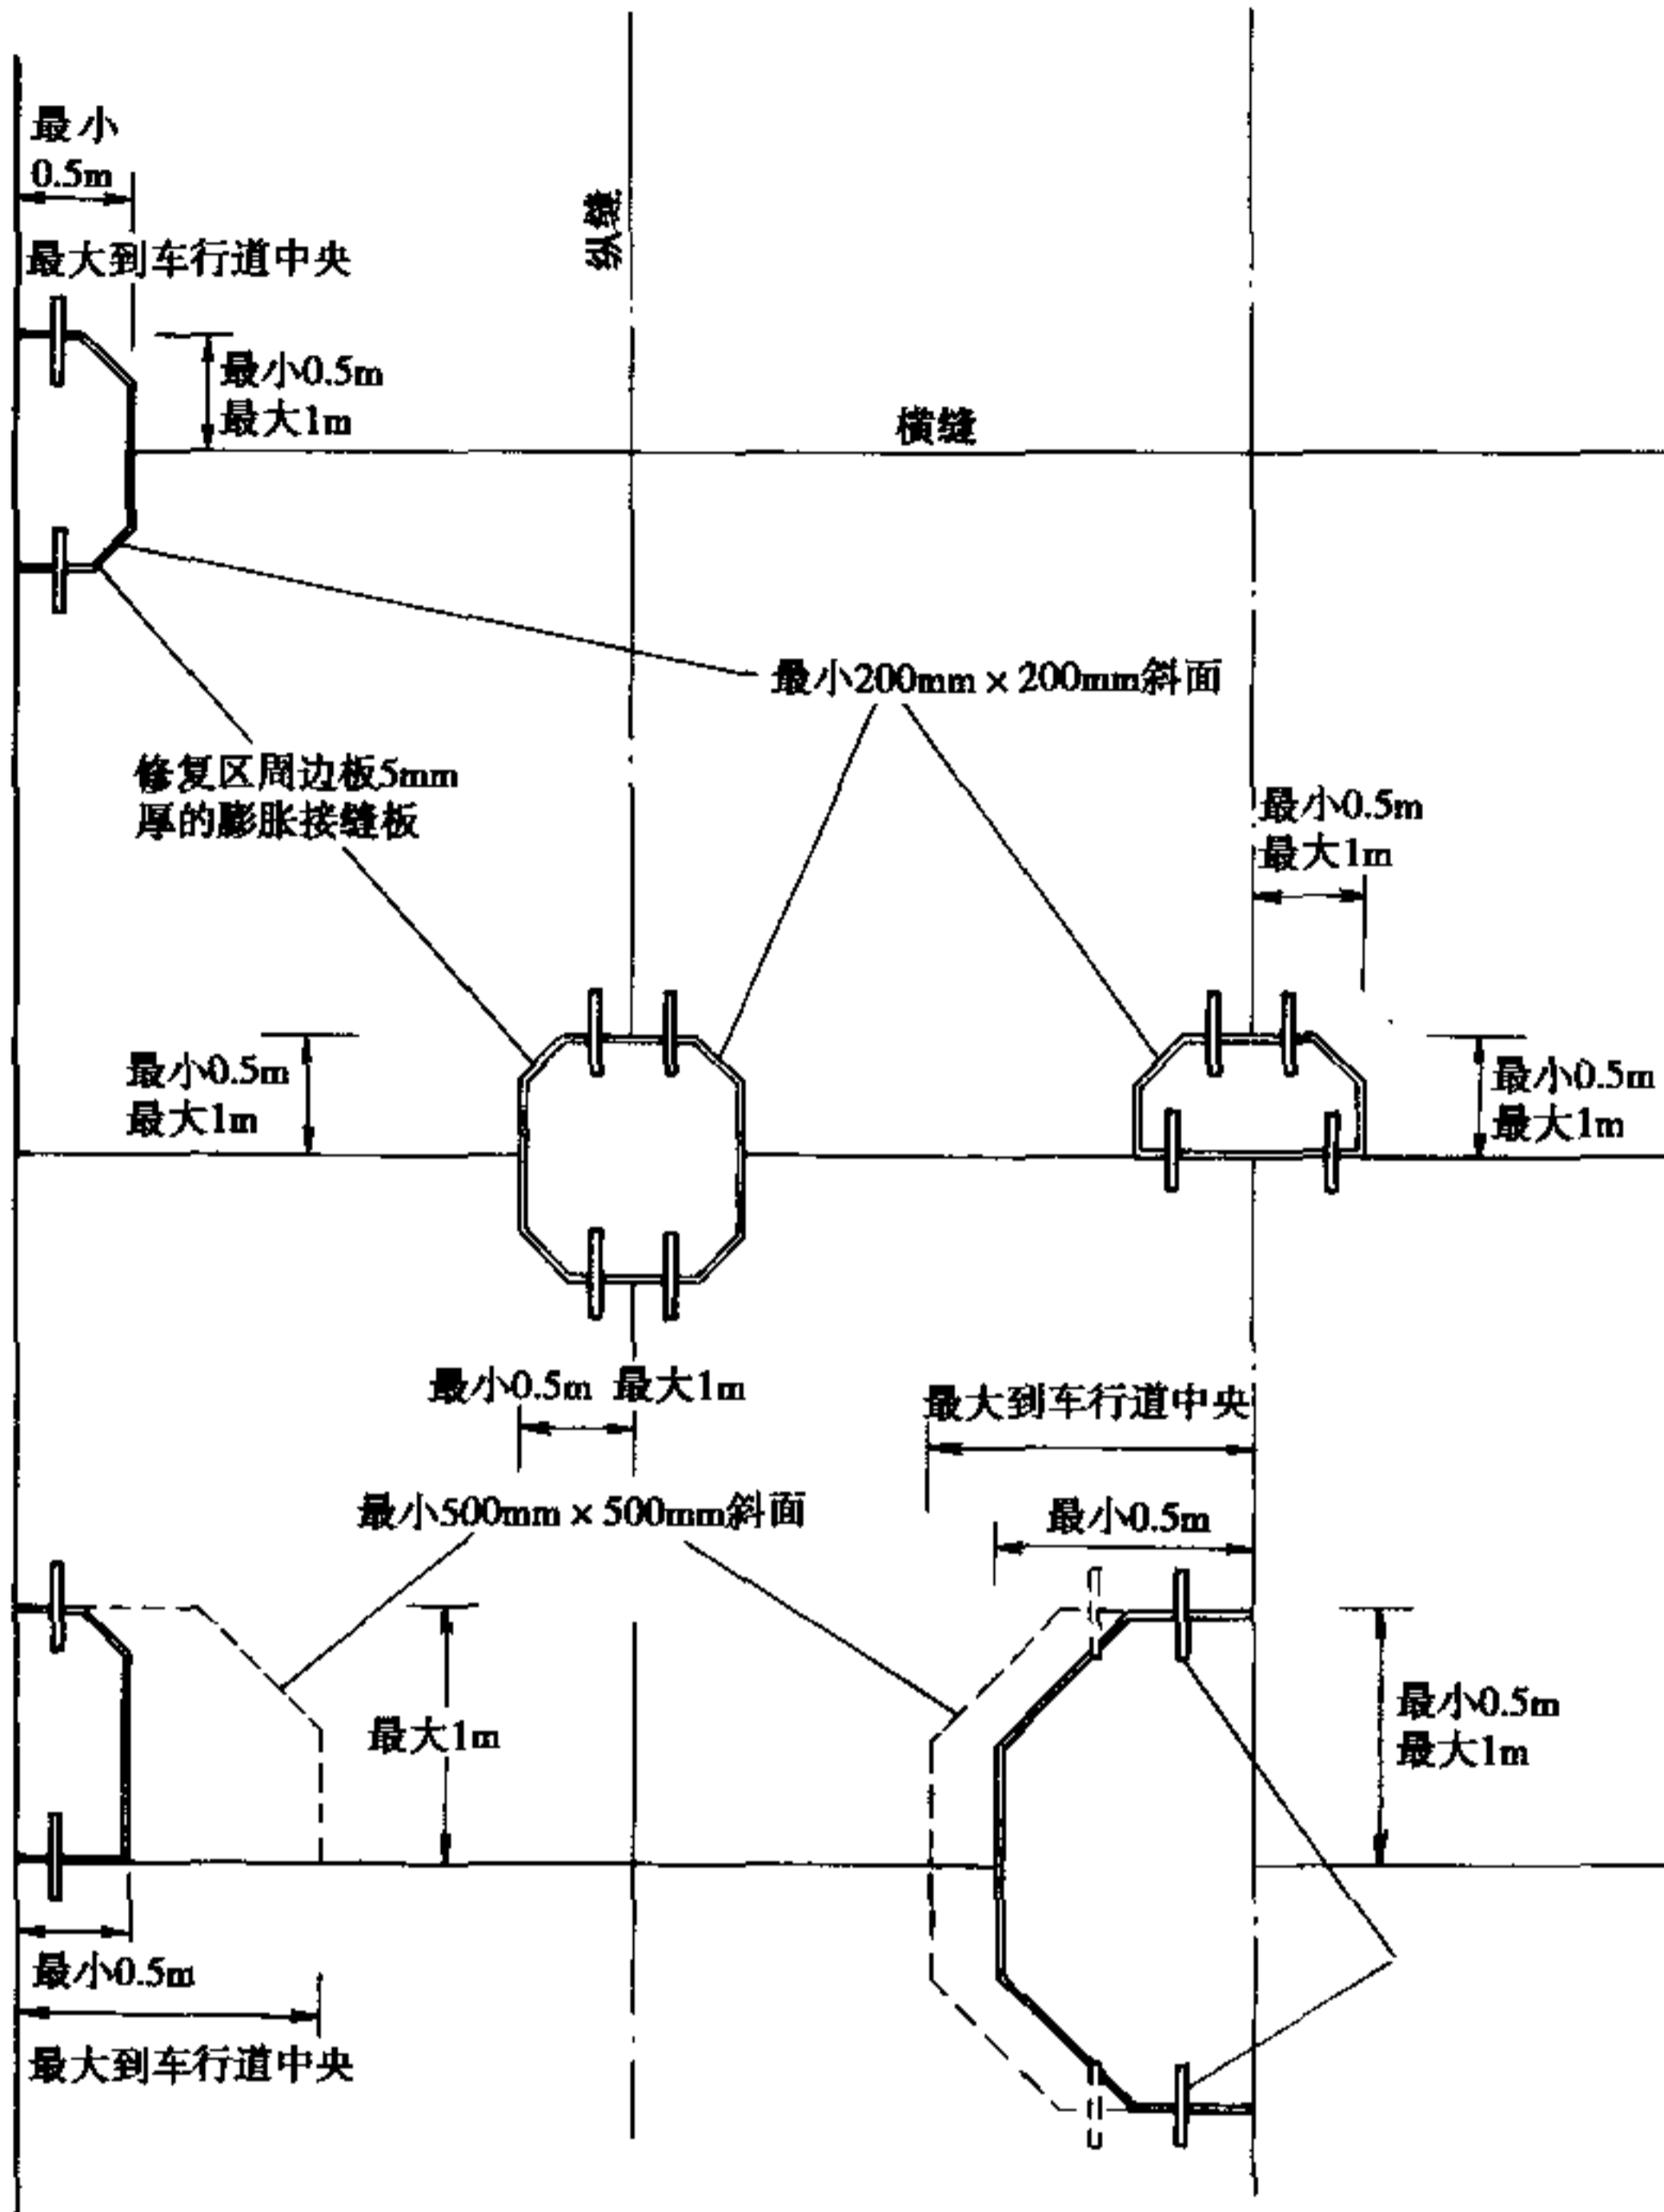 最小
0.5m
最大到车行道中央
纵缝
最小0.5m
最大1m
横缝
最小200mm×200mm斜面
修复区周边板5mm
厚的膨胀接缝板
最小0.5m
最大1m
最小0.5m
最大1m
最小0.5m
最大1m
最小0.5m 最大1m
最大到车行道中央
最小500mm×500mm斜面
最小0.5m
最大1m
最小0.5m
最大1m
最小0.5m
最大到车行道中央